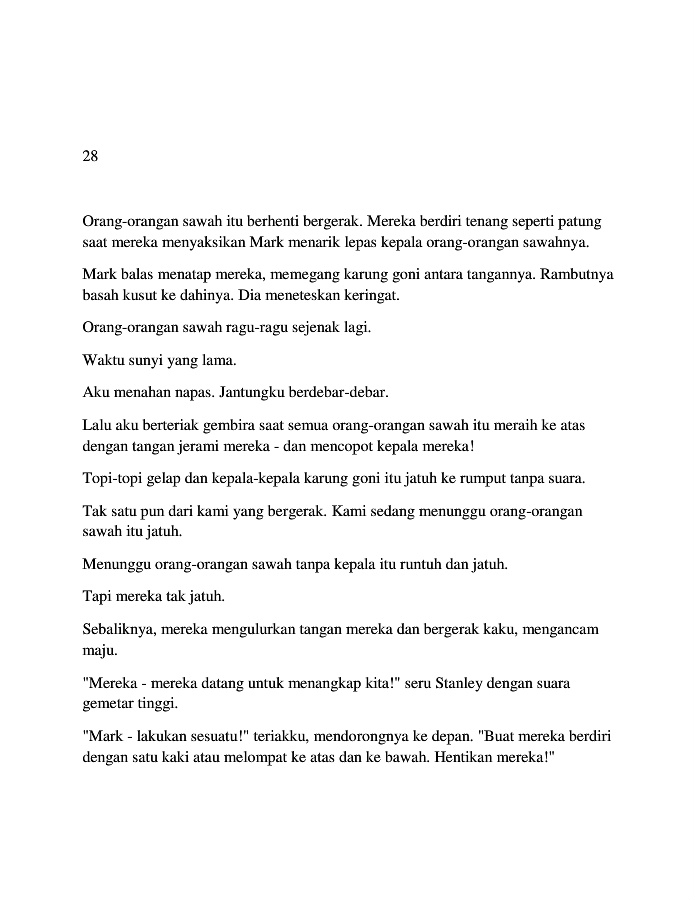 28
Orang-orangan sawah itu berhenti bergerak. Mereka berdiri tenang seperti patung
saat mereka menyaksikan Mark menarik lepas kepala orang-orangan sawahnya.
Mark balas menatap mereka, memegang karung goni antara tangannya. Rambutnya
basah kusut ke dahinya. Dia meneteskan keringat.
Orang-orangan sawah ragu-ragu sejenak lagi.
Waktu sunyi yang lama.
Aku menahan napas. Jantungku berdebar-debar.
Lalu aku berteriak gembira saat semua orang-orangan sawah itu meraih ke atas
dengan tangan jerami mereka - dan mencopot kepala mereka!
Topi-topi gelap dan kepala-kepala karung goni itu jatuh ke rumput tanpa suara.
Tak satu pun dari kami yang bergerak. Kami sedang menunggu orang-orangan
sawah itu jatuh.
Menunggu orang-orangan sawah tanpa kepala itu runtuh dan jatuh.
Tapi mereka tak jatuh.
Sebaliknya, mereka mengulurkan tangan mereka dan bergerak kaku, mengancam
maju.
"Mereka - mereka datang untuk menangkap kita!" seru Stanley dengan suara
gemetar tinggi.
"Mark - lakukan sesuatu!" teriakku, mendorongnya ke depan. "Buat mereka berdiri
dengan satu kaki atau melompat ke atas dan ke bawah. Hentikan mereka!"